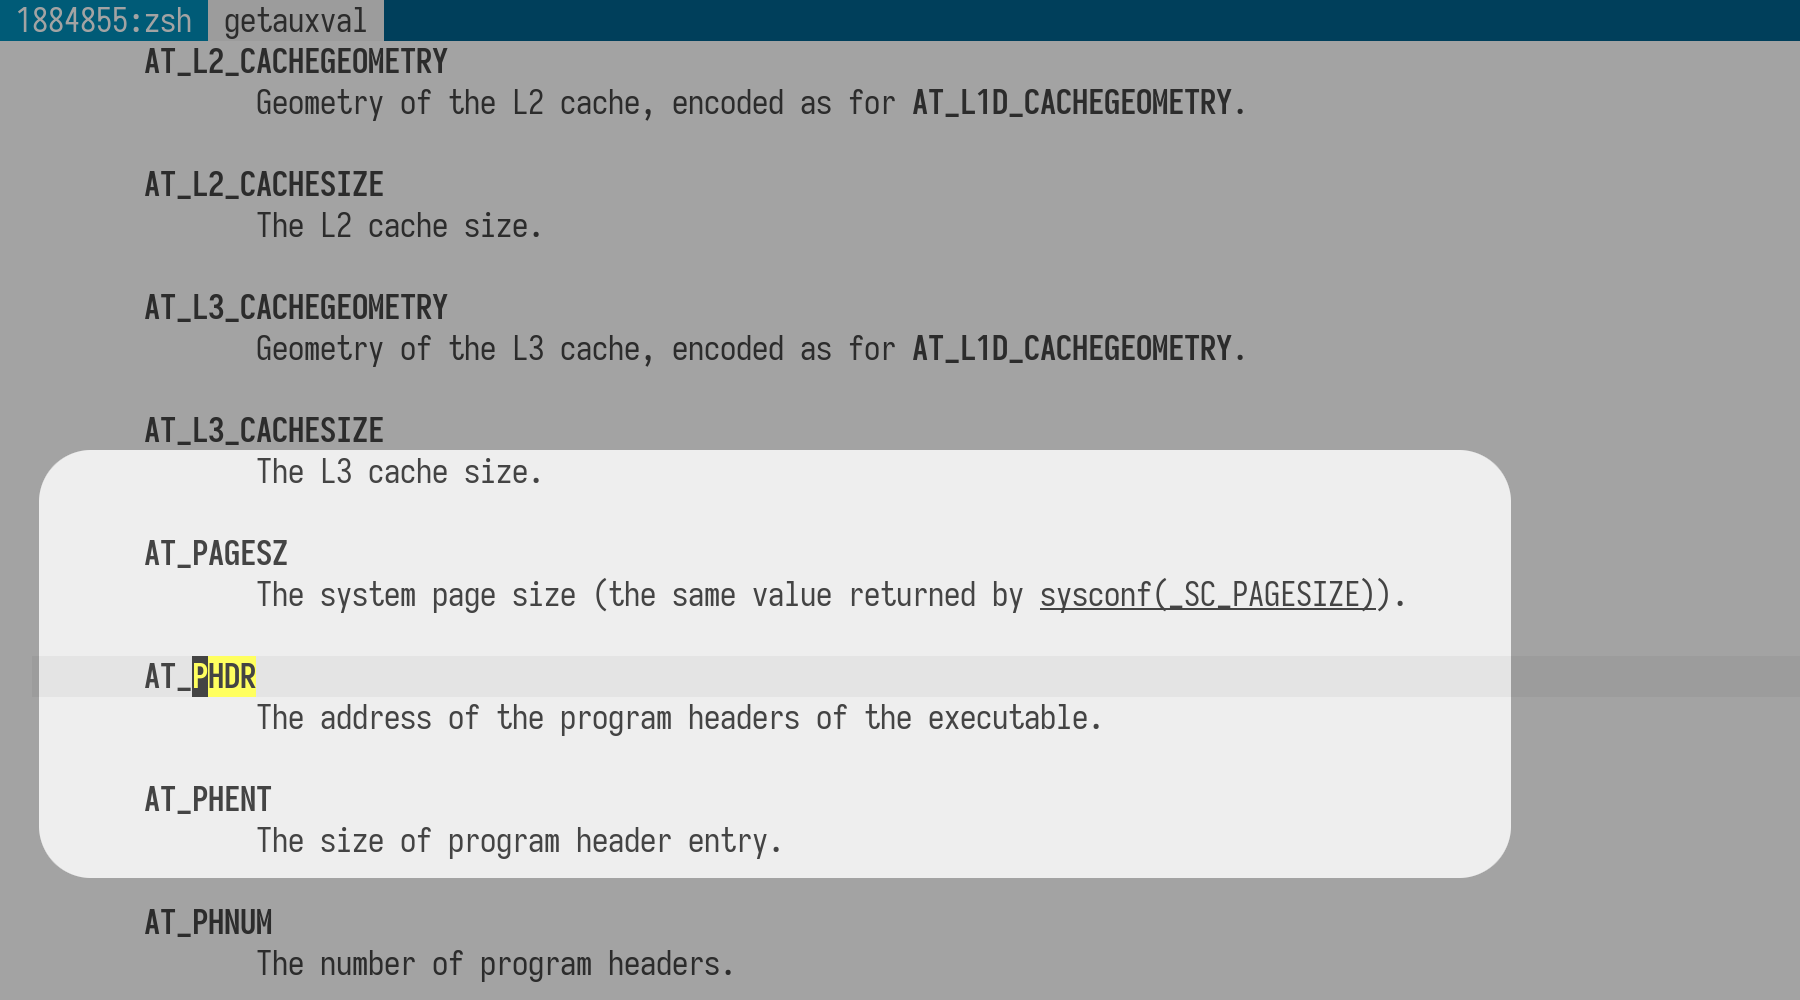 1884855:zsh getauxval
AT_L2_CACHEGEOMETRY
Geometry of the L2 cache, encoded as for AT_L1D_CACHEGEOMETRY.
AT_L2_CACHESIZE
The L2 cache size.
AT_L3_CACHEGEOMETRY
Geometry of the L3 cache, encoded as for AT_L1D_CACHEGEOMETRY.
AT_L3_CACHESIZE
The L3 cache size.
AT_PAGESZ
The system page size (the same value returned by sysconf(_SC_PAGESIZE)).
AT_PHDR
The address of the program headers of the executable.
AT_PHENT
The size of program header entry.
AT_PHNUM
The number of program headers.